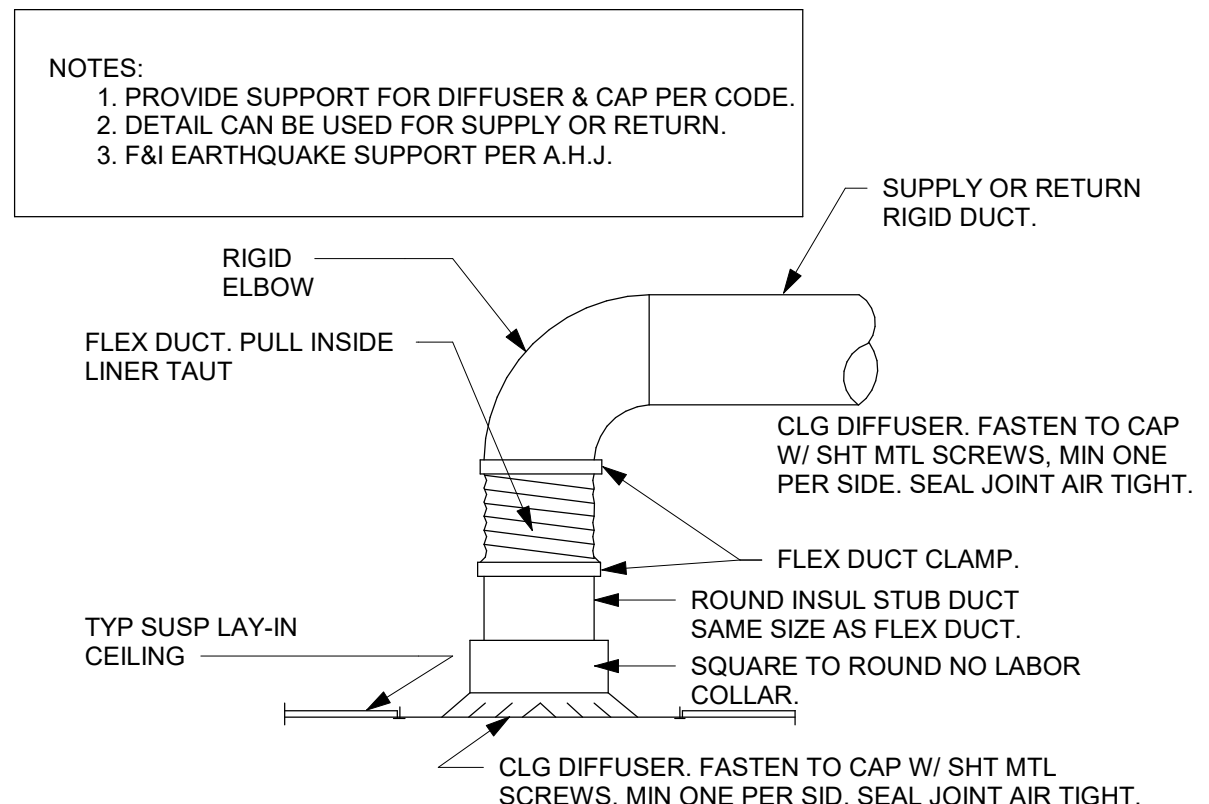 NOTES:
1. PROVIDE SUPPORT FOR DIFFUSER & CAP PER CODE.
2. DETAIL CAN BE USED FOR SUPPLY OR RETURN.
3. F&I EARTHQUAKE SUPPORT PER A.H.J.
SUPPLY OR RETURN
RIGID DUCT.
RIGID
ELBOW
FLEX DUCT. PULL INSIDE
LINER TAUT
CLG DIFFUSER. FASTEN TO CAP
W/ SHT MTL SCREWS, MIN ONE
PER SIDE. SEAL JOINT AIR TIGHT.
FLEX DUCT CLAMP.
ROUND INSUL STUB DUCT
SAME SIZE AS FLEX DUCT.
TYP SUSP LAY-IN
CEILING
SQUARE TO ROUND NO LABOR
COLLAR.
CLG DIFFUSER. FASTEN TO CAP W/ SHT MTL
SCREWS, MIN ONE PER SID. SEAL JOINT AIR TIGHT.